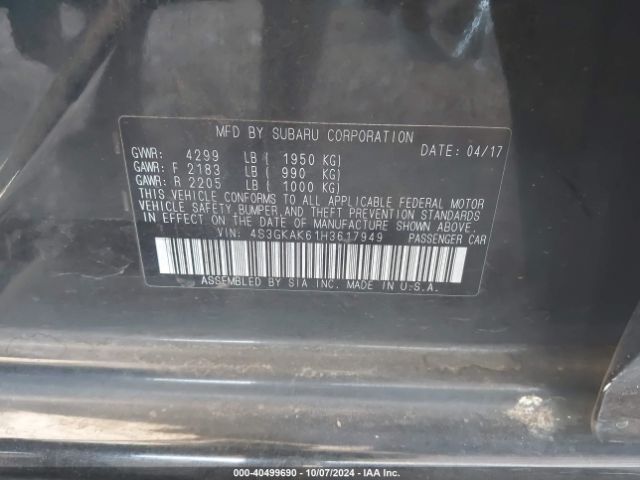 MFD BY SUBARU CORPORATION
GVWR: 4299 LB ( 1950 KG) DATE: 04/17
GAWR: F 2183 LB ( 990 KG)
GAWR: R 2205 LB ( 1000 KG)
THIS VEHICLE CONFORMS TO ALL APPLICABLE FEDERAL MOTOR
VEHICLE SAFETY, BUMPER AND THEFT PREVENTION STANDARDS
IN EFFECT ON THE DATE OF MANUFACTURE SHOWN ABOVE.
VIN: 4S3GKAK61H3617949 PASSENGER CAR
ASSEMBLED BY SIA INC. MADE IN U.S.A.
000-40499690 - 10/07/2024 - IAA Inc.